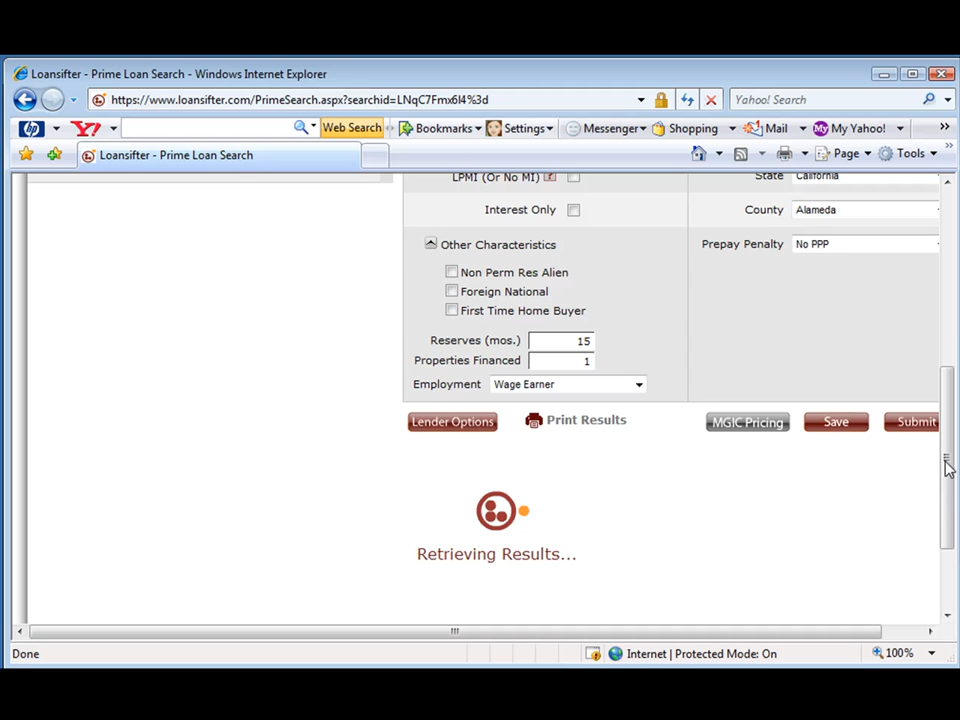 Loansifter - Prime Loan Search - Windows Internet Explorer
https://www.loansifter.com/PrimeSearch.aspx?searchid=LNqC7Fmx6I4%3d
Yahoo! Search
hp Y! Web Search Bookmarks Settings Messenger Shopping Mail My Yahoo! »
Loansifter - Prime Loan Search
Page Tools »
LPMI (Or No MI) ? State California
Interest Only County Alameda
Other Characteristics Prepay Penalty No PPP
Non Perm Res Alien
Foreign National
First Time Home Buyer
Reserves (mos.) 15
Properties Financed 1
Employment Wage Earner
Lender Options Print Results MGIC Pricing Save Submit
Retrieving Results...
Done Internet | Protected Mode: On 100%